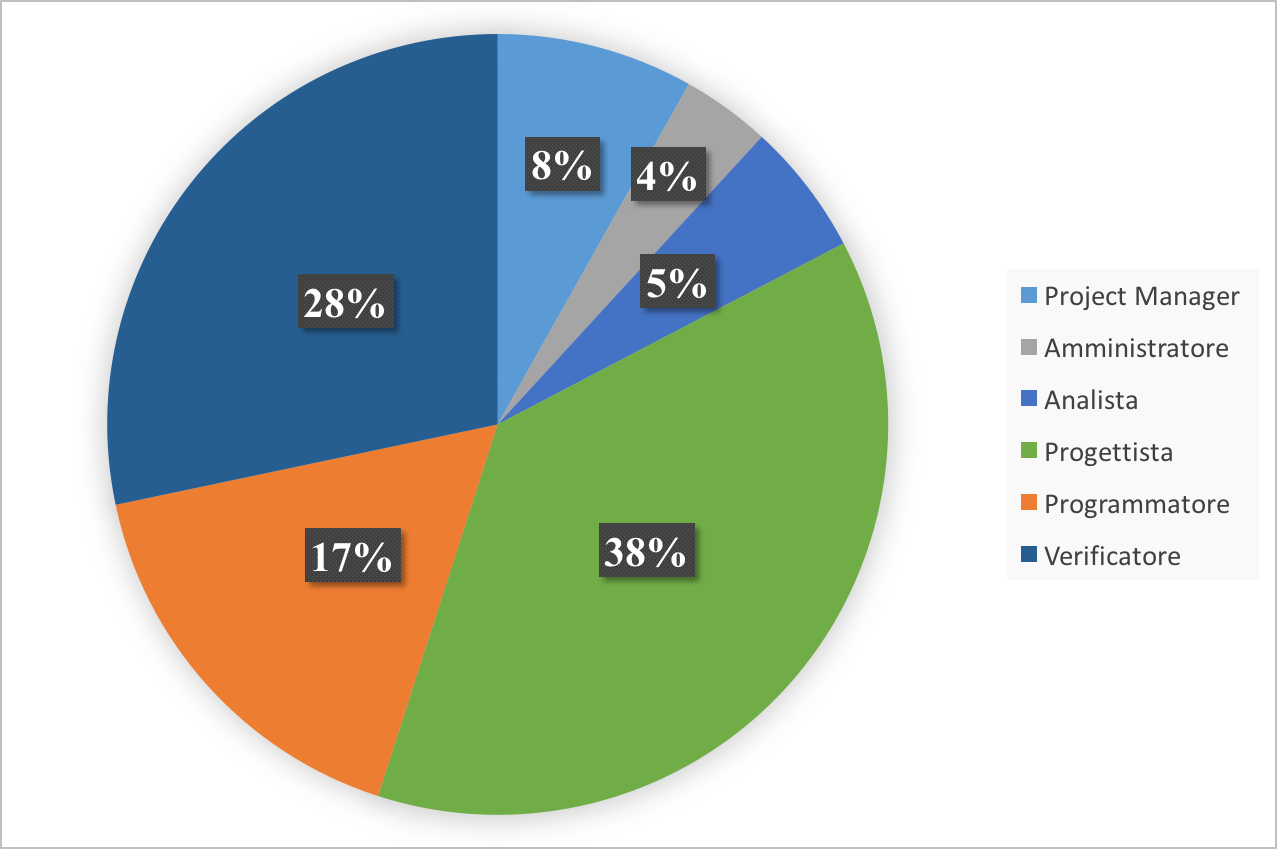 8%
4%
5%
28%
38%
17%
Project Manager
Amministratore
Analista
Progettista
Programmatore
Verificatore